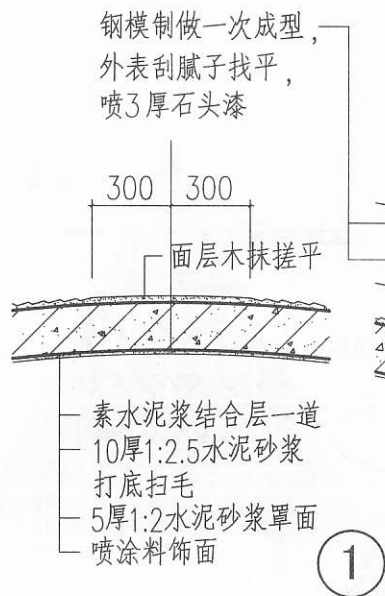 钢模制做一次成型，
外表刮腻子找平，
喷3厚石头漆
300 300
面层木抹搓平
素水泥浆结合层一道
10厚1:2.5水泥砂浆
打底扫毛
5厚1:2水泥砂浆罩面
喷涂料饰面
1